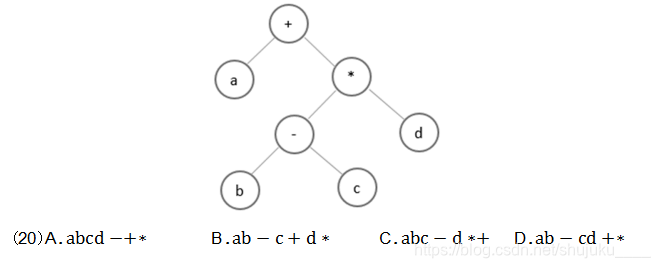 +
a
*
-
d
b
c
(20)A.abcd −+* B.ab − c + d * C.abc − d *+ D.ab − cd +*
https://blog.csdn.net/shujuku____